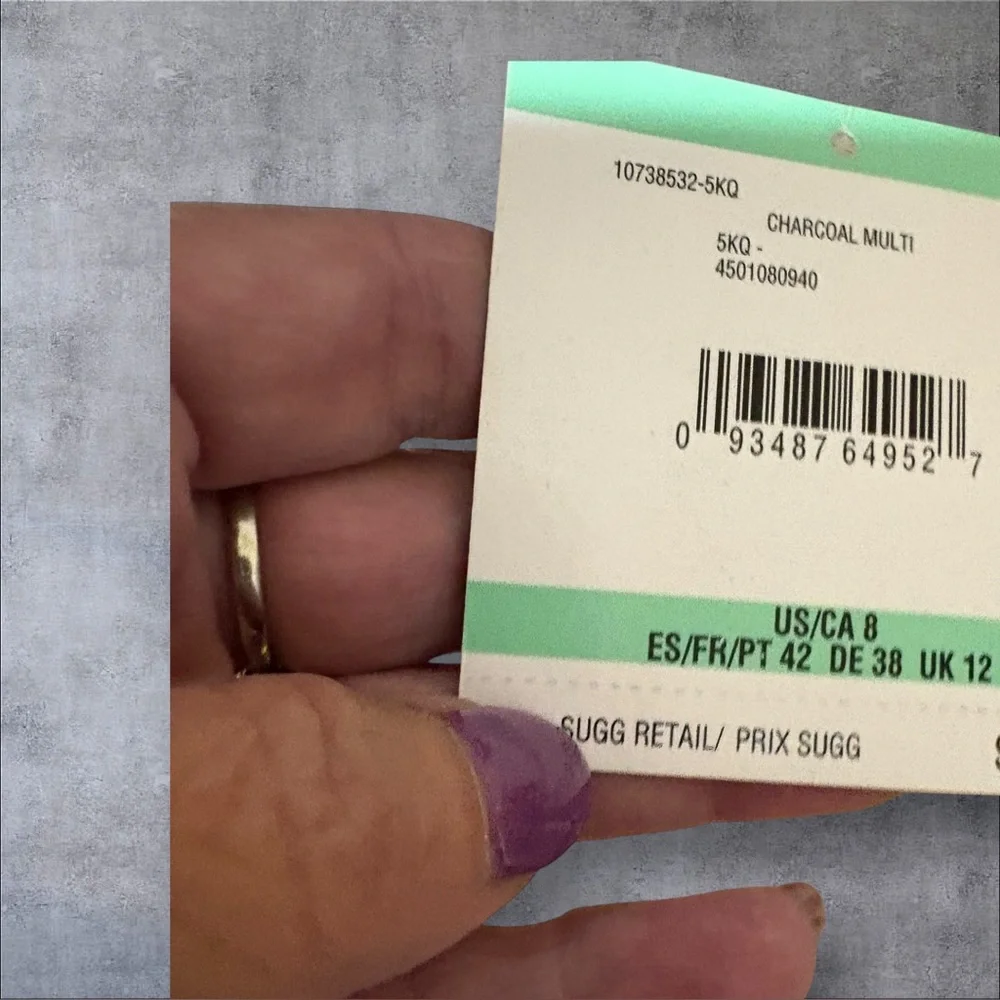 10738532-5KQ
CHARCOAL MULTI
5KQ -
4501080940
0 93487 64952 7
US/CA 8
ES/FR/PT 42 DE 38 UK 12
SUGG RETAIL/ PRIX SUGG